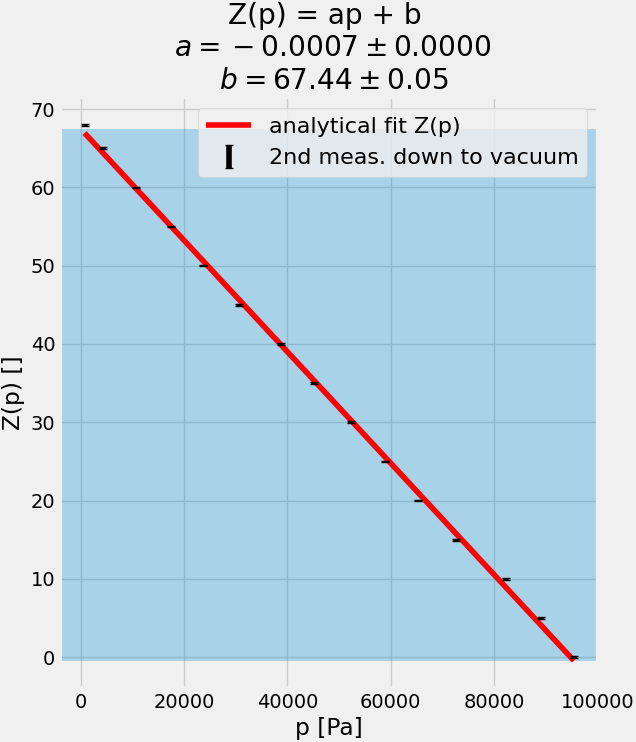 Z(p) = ap + b
a = − 0.0007 ± 0.0000
b = 67.44 ± 0.05
analytical fit Z(p)
2nd meas. down to vacuum
Z(p) []
70
60
50
40
30
20
10
0
0 20000 40000 60000 80000 100000
p [Pa]